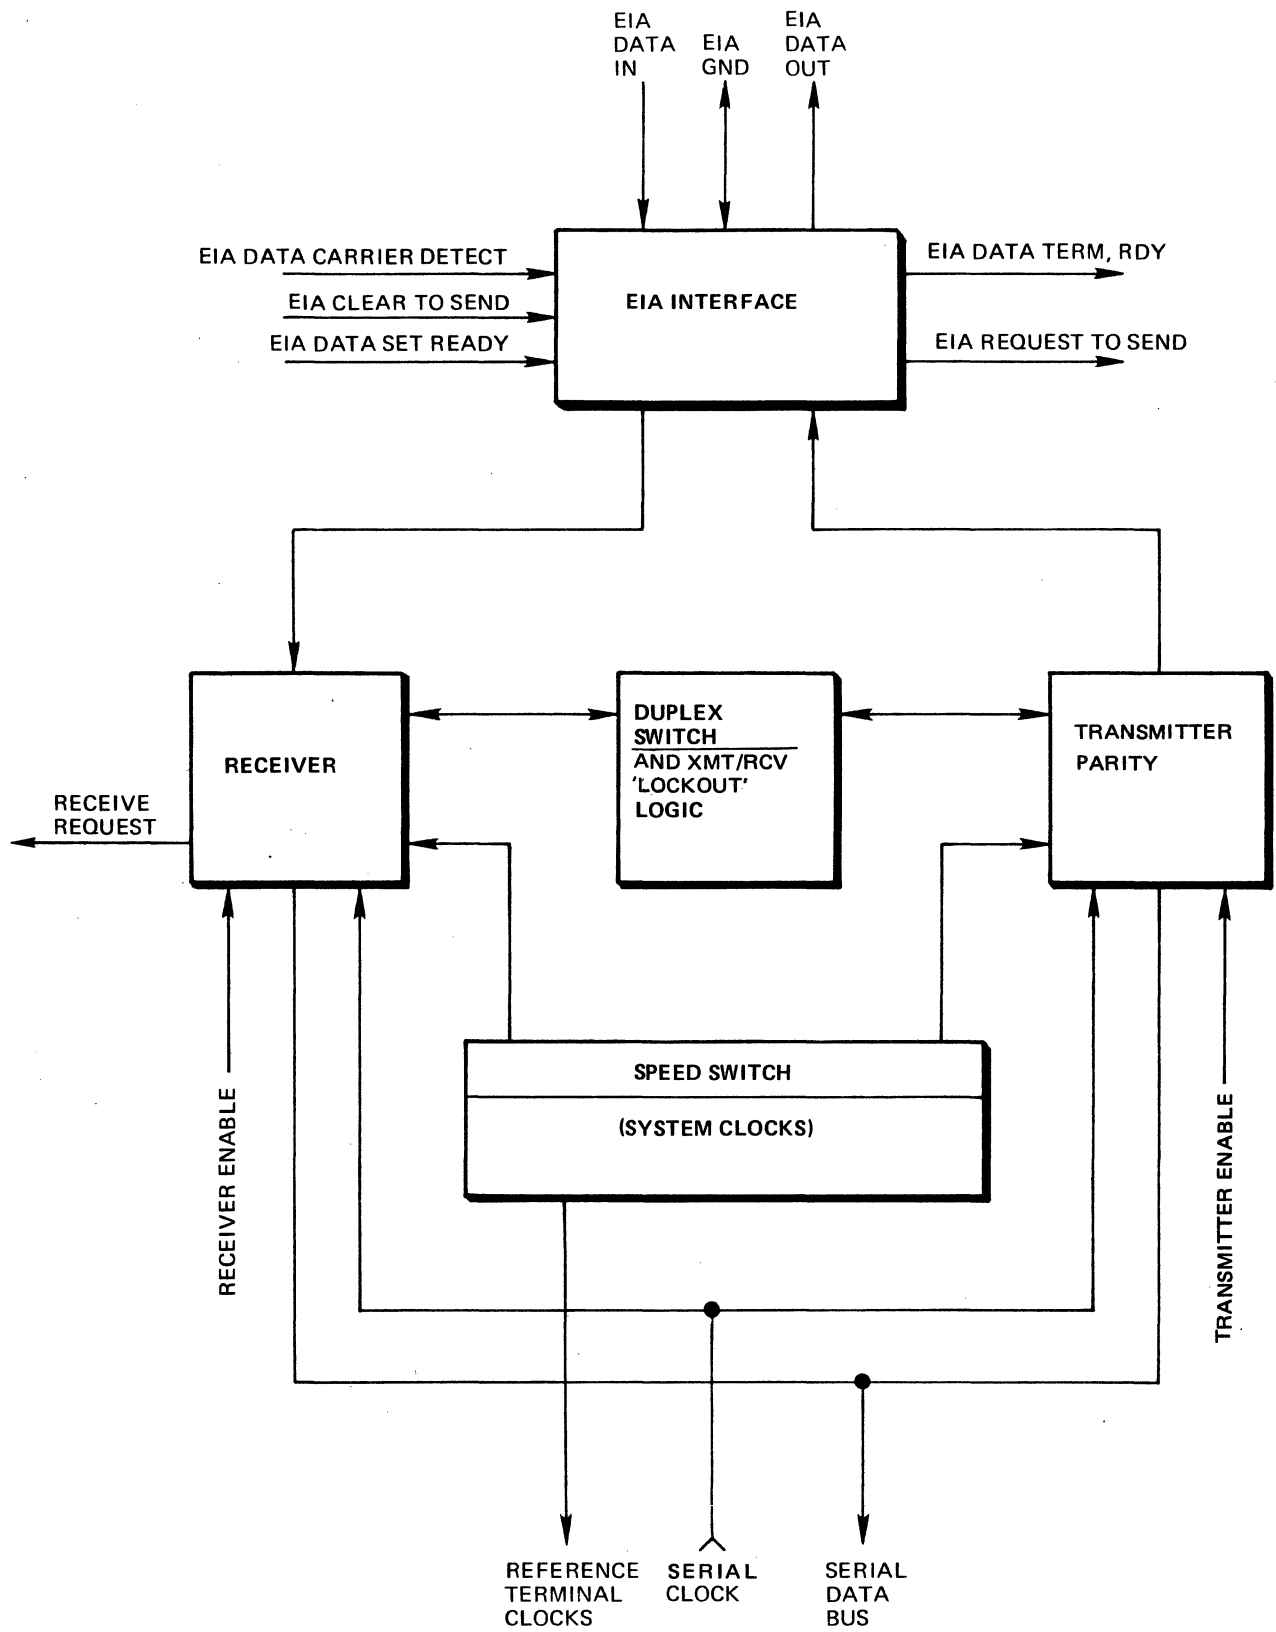 EIA
DATA
IN
EIA
GND
EIA
DATA
OUT
EIA DATA CARRIER DETECT
EIA CLEAR TO SEND
EIA DATA SET READY
EIA INTERFACE
EIA DATA TERM, RDY
EIA REQUEST TO SEND
RECEIVER
DUPLEX
SWITCH
AND XMT/RCV
'LOCKOUT'
LOGIC
TRANSMITTER
PARITY
RECEIVE
REQUEST
RECEIVER ENABLE
SPEED SWITCH
(SYSTEM CLOCKS)
TRANSMITTER ENABLE
REFERENCE
TERMINAL
CLOCKS
SERIAL
CLOCK
SERIAL
DATA
BUS